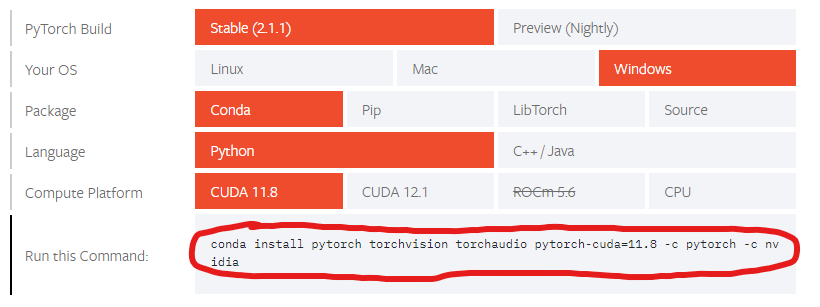 PyTorch Build Stable (2.1.1) Preview (Nightly)
Your OS Linux Mac Windows
Package Conda Pip LibTorch Source
Language Python C++ / Java
Compute Platform CUDA 11.8 CUDA 12.1 ROCm 5.6 CPU
Run this Command: conda install pytorch torchvision torchaudio pytorch-cuda=11.8 -c pytorch -c nv
idia